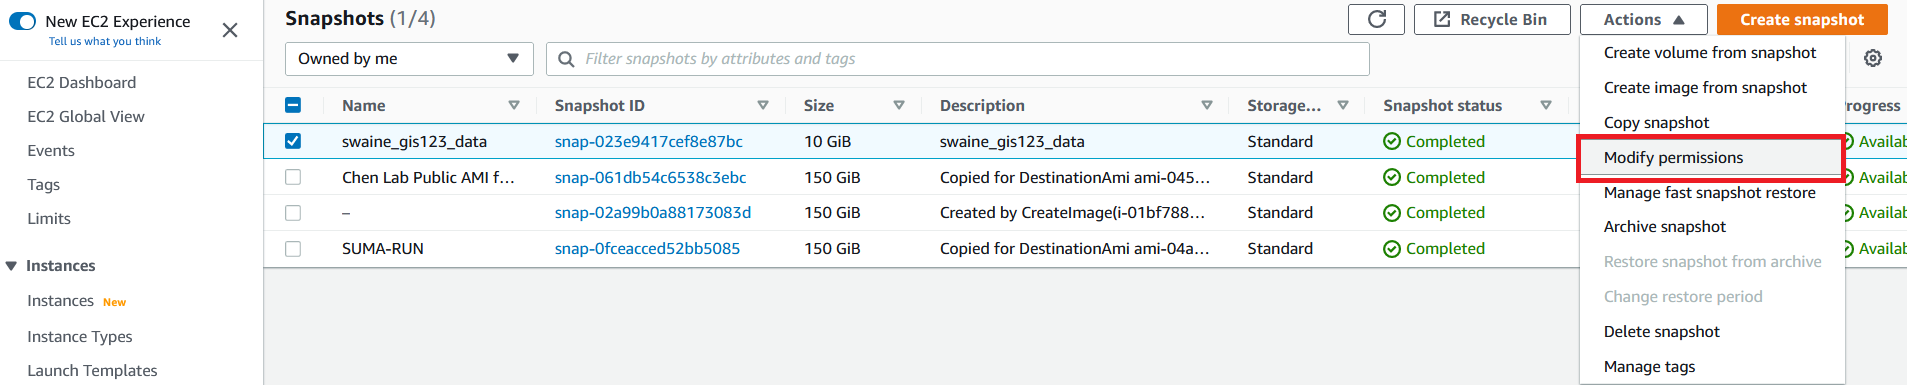 New EC2 Experience
Tell us what you think
EC2 Dashboard
EC2 Global View
Events
Tags
Limits
Instances
Instances New
Instance Types
Launch Templates
Snapshots (1/4)
Recycle Bin
Actions
Create snapshot
Owned by me
Filter snapshots by attributes and tags
Name Snapshot ID Size Description Storage... Snapshot status Progress
swaine_gis123_data snap-023e9417cef8e87bc 10 GiB swaine_gis123_data Standard Completed Availab
Chen Lab Public AMI f... snap-061db54c6538c3ebc 150 GiB Copied for DestinationAmi ami-045... Standard Completed Availab
– snap-02a99b0a88173083d 150 GiB Created by CreateImage(i-01bf788... Standard Completed Availab
SUMA-RUN snap-0fceacced52bb5085 150 GiB Copied for DestinationAmi ami-04a... Standard Completed Availab
Create volume from snapshot
Create image from snapshot
Copy snapshot
Modify permissions
Manage fast snapshot restore
Archive snapshot
Restore snapshot from archive
Change restore period
Delete snapshot
Manage tags